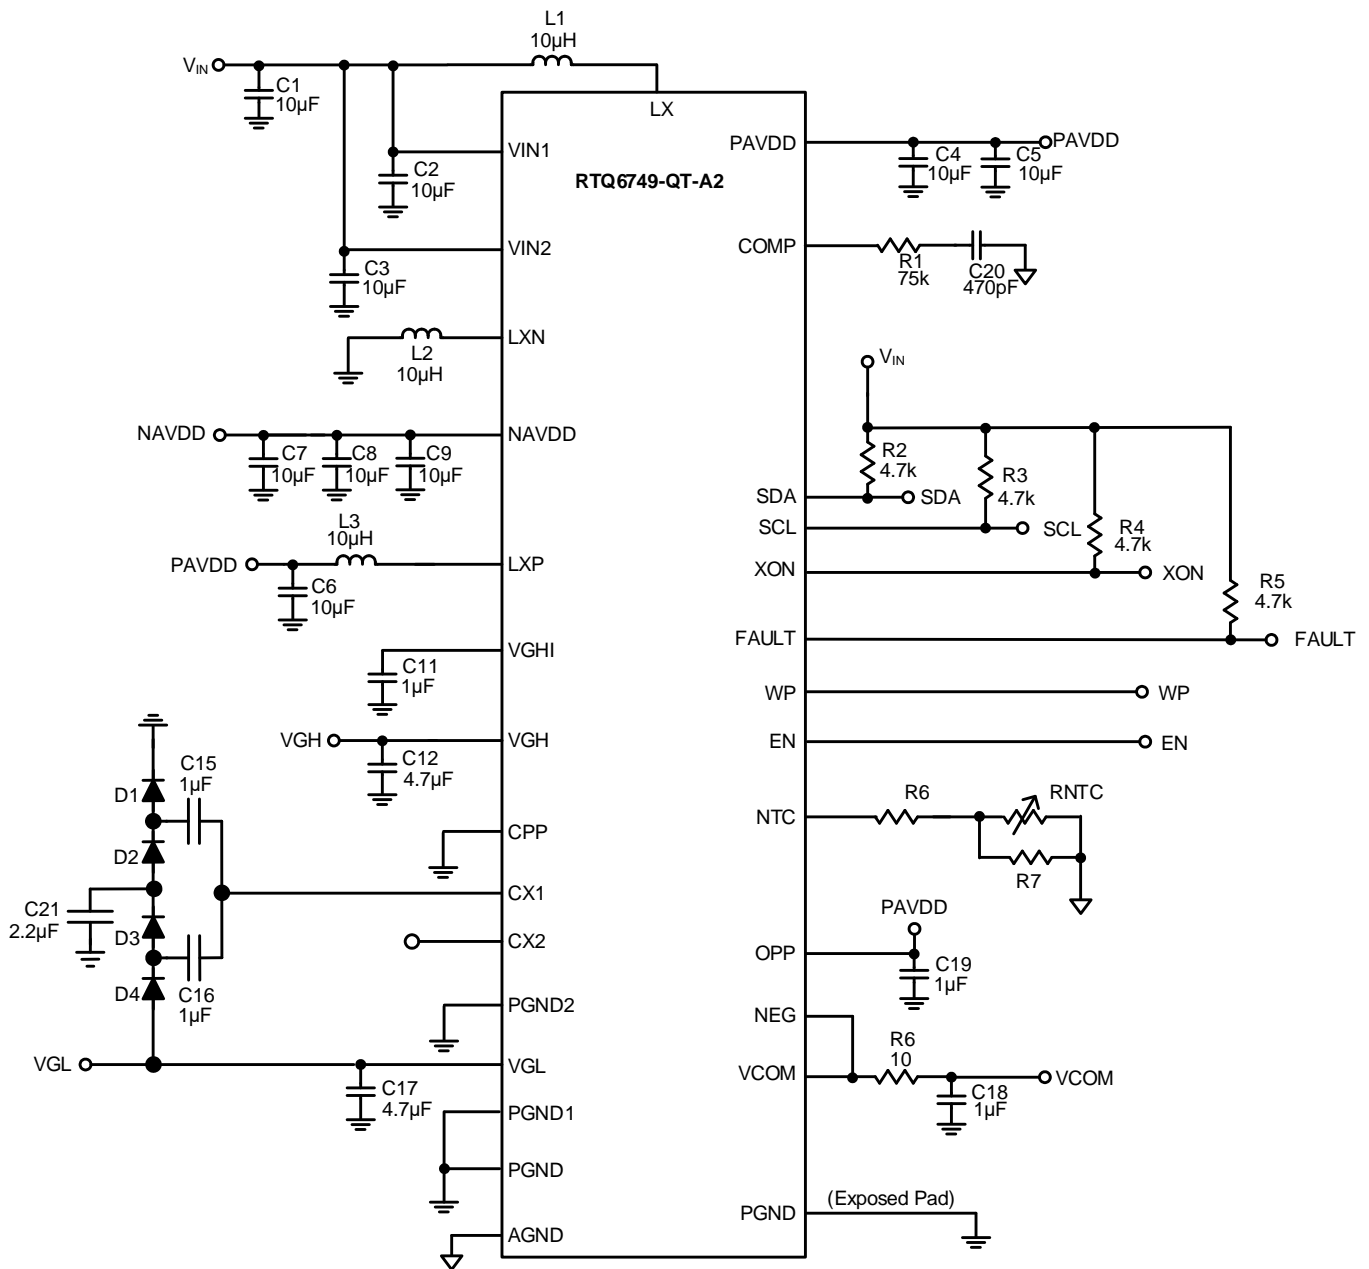 L1
10µH
VIN
C1
10µF
LX
VIN1
C2
10µF
RTQ6749-QT-A2
PAVDD
C4
10µF
C5
10µF
PAVDD
VIN2
C3
10µF
COMP
R1
75k
C20
470pF
LXN
L2
10µH
VIN
NAVDD
C7
10µF
C8
10µF
C9
10µF
NAVDD
R2
4.7k
R3
4.7k
R4
4.7k
R5
4.7k
SDA
SDA
SCL
SCL
XON
XON
L3
10µH
PAVDD
C6
10µF
LXP
FAULT
FAULT
VGHI
C11
1µF
WP
WP
VGH
C12
4.7µF
VGH
EN
EN
C15
1µF
D1
D2
D3
D4
C21
2.2µF
C16
1µF
CPP
CX1
CX2
NTC
R6
RNTC
R7
PAVDD
OPP
C19
1µF
PGND2
NEG
VGL
VGL
C17
4.7µF
VCOM
R6
10
C18
1µF
VCOM
PGND1
PGND
AGND
PGND
(Exposed Pad)